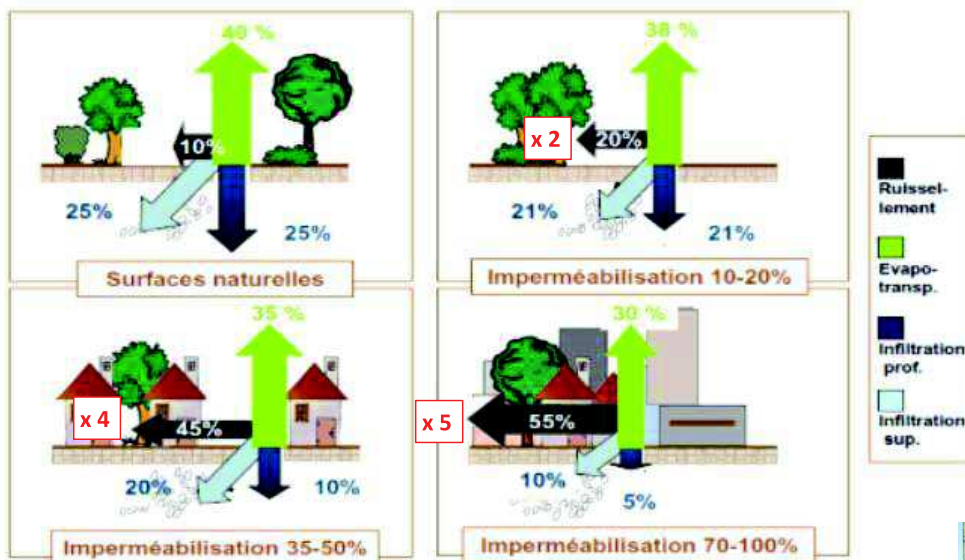 40 %
10%
25%
25%
Surfaces naturelles
38 %
x 2
20%
21%
21%
Imperméabilisation 10-20%
35 %
x 4
45%
20%
10%
Imperméabilisation 35-50%
30 %
x 5
55%
10%
5%
Imperméabilisation 70-100%
Ruissel-
lement
Evapo-
transp.
Infiltration
prof.
Infiltration
sup.